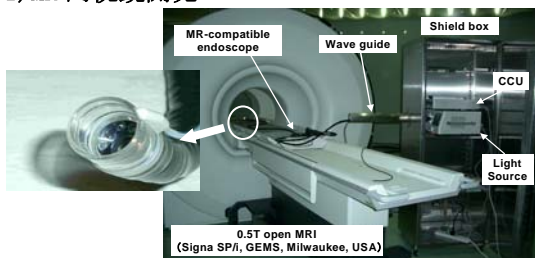 Shield box
MR-compatible
endoscope
Wave guide
CCU
Light
Source
0.5T open MRI
(Signa SP/i, GEMS, Milwaukee, USA)